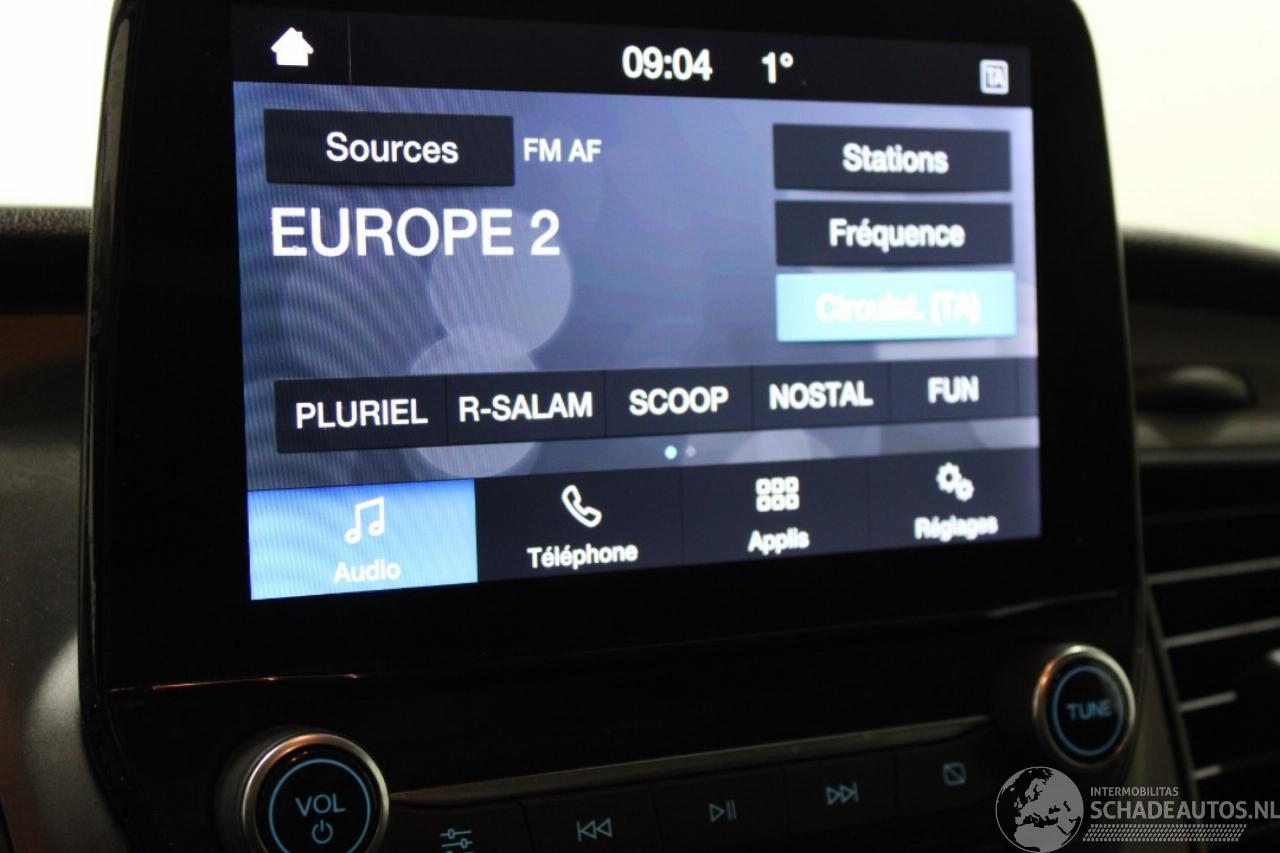 09:04 1° TA
Sources FM AF
Stations
EUROPE 2
Fréquence
Circulat. (TA)
PLURIEL R-SALAM SCOOP NOSTAL FUN
Audio Téléphone Applis Réglages
TUNE
VOL
INTERMOBILITAS
SCHADEAUTOS.NL